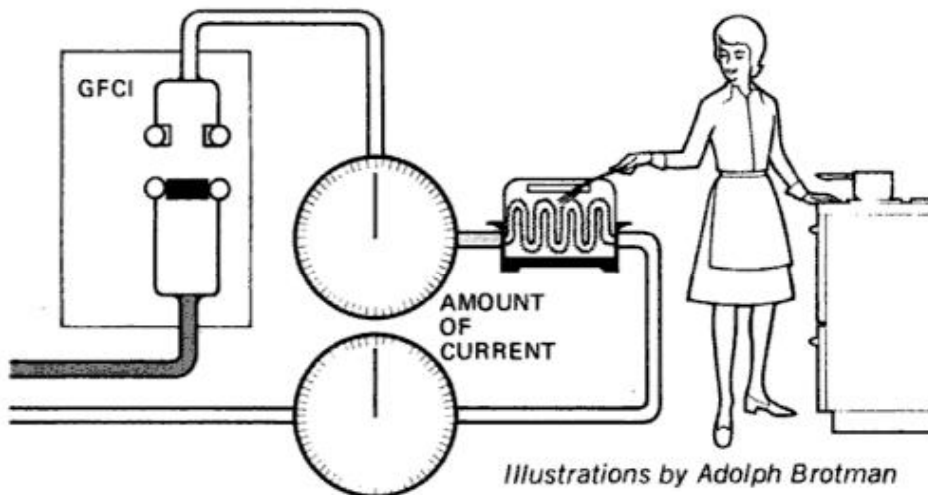 GFCI
AMOUNT
OF
CURRENT
Illustrations by Adolph Brotman